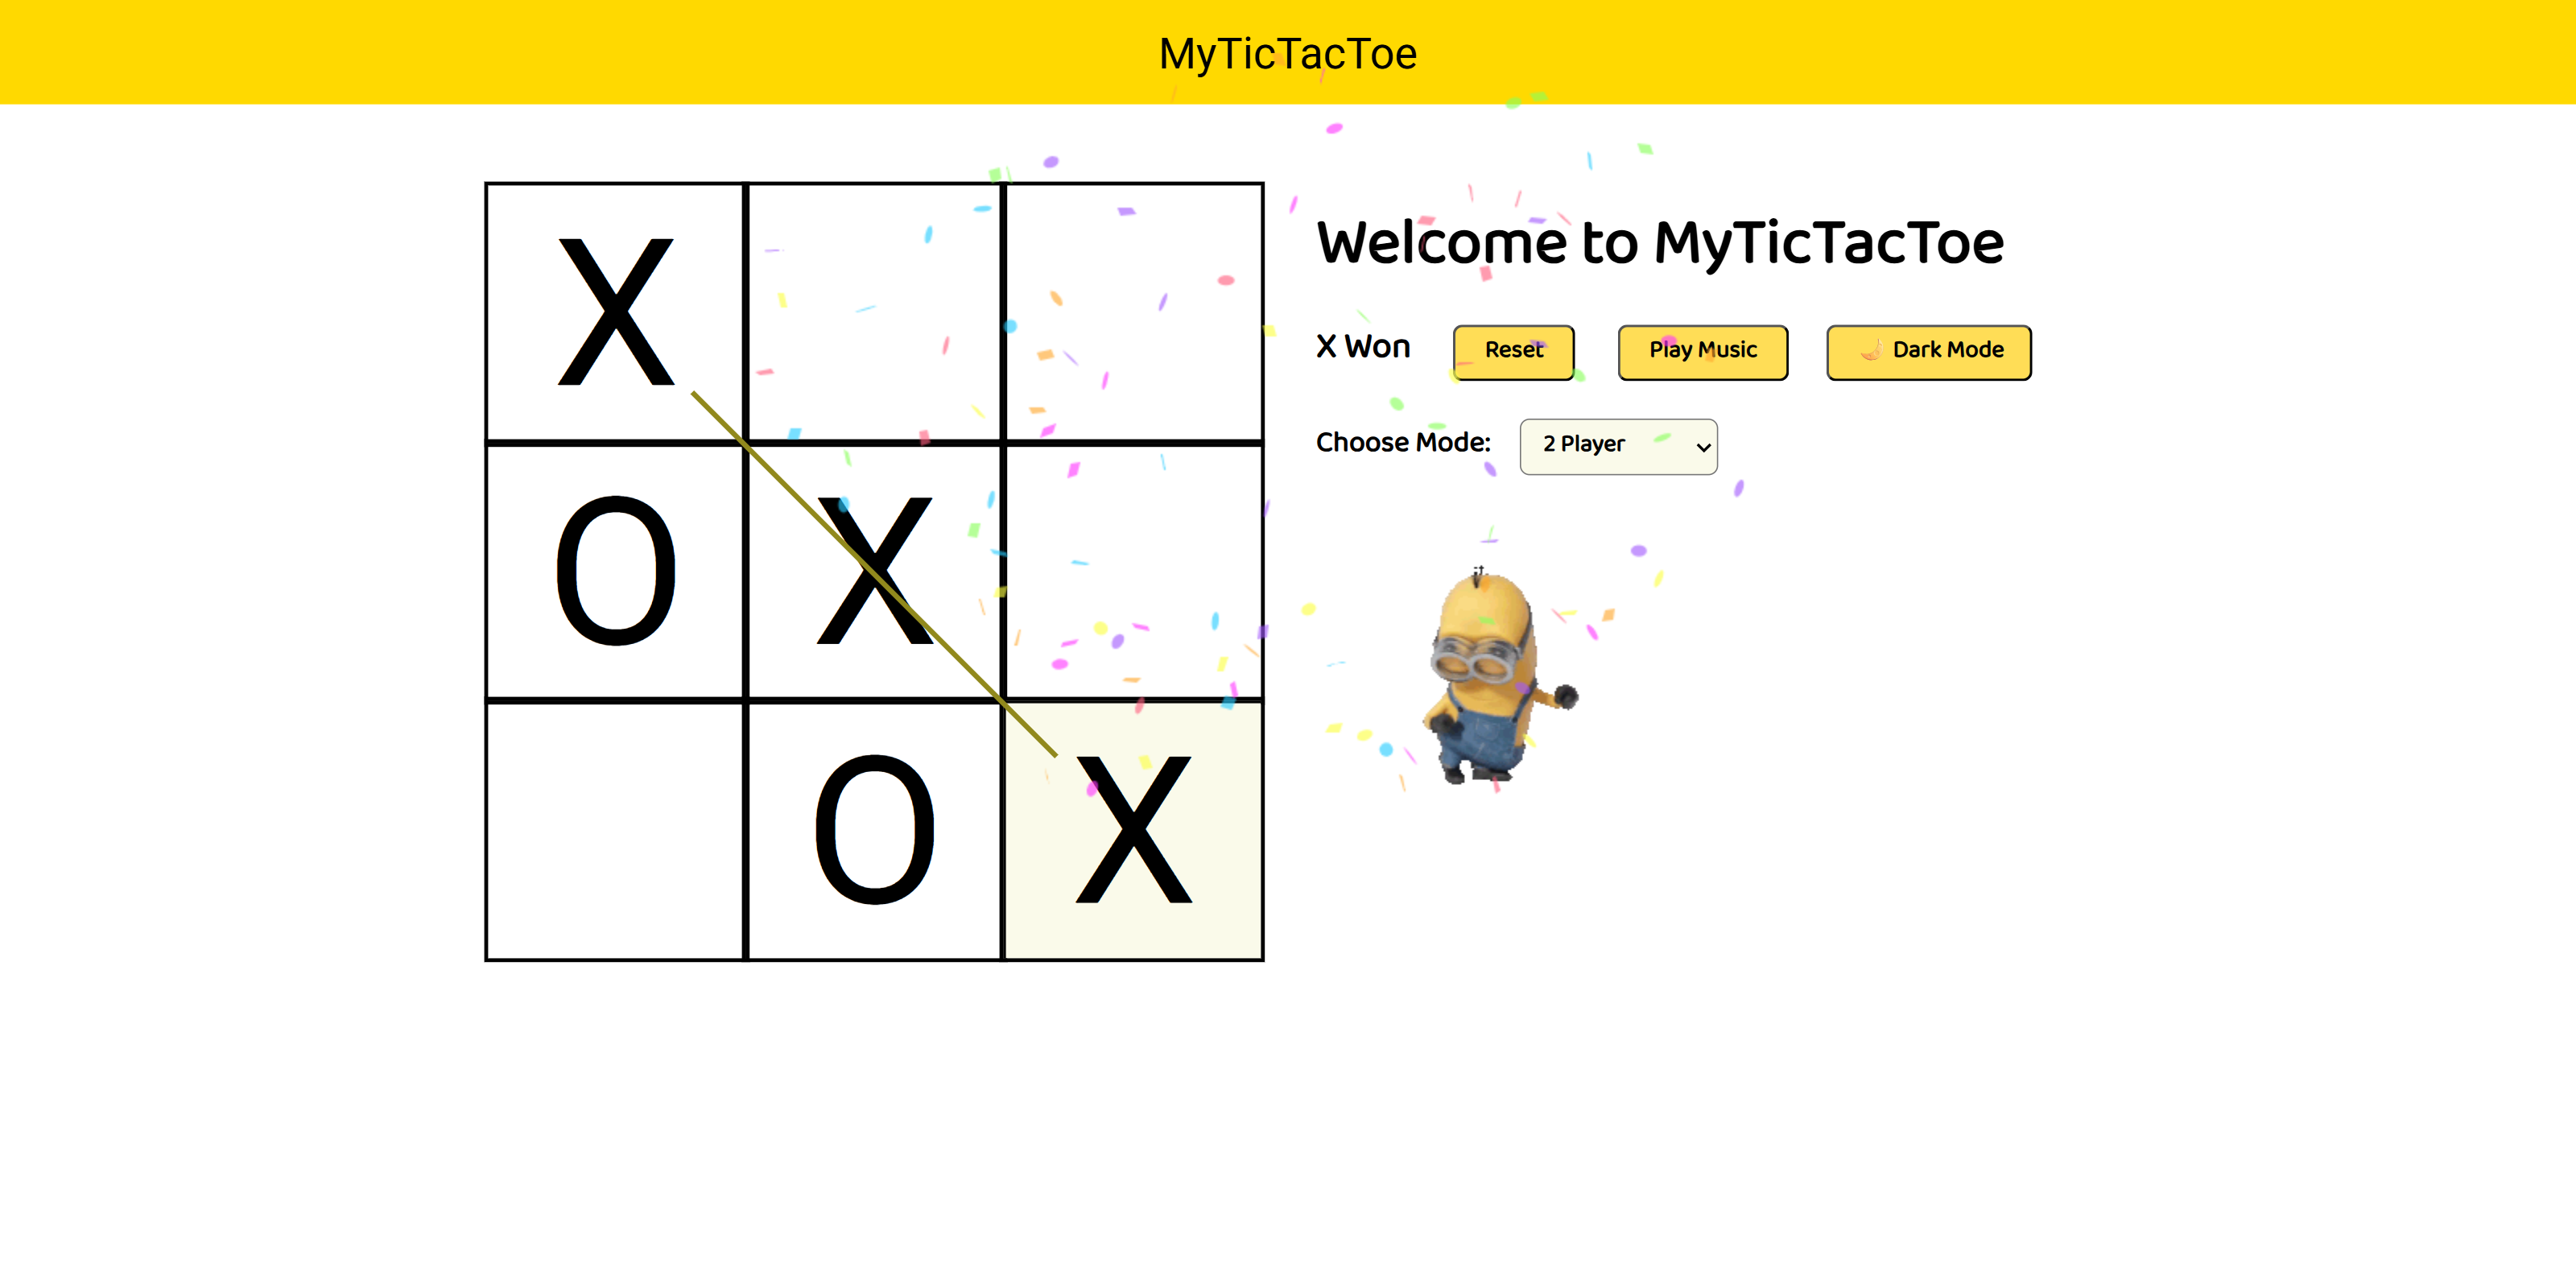 MyTicTacToe
X
O X
O X
Welcome to MyTicTacToe
X Won Reset Play Music 🌙 Dark Mode
Choose Mode: 2 Player